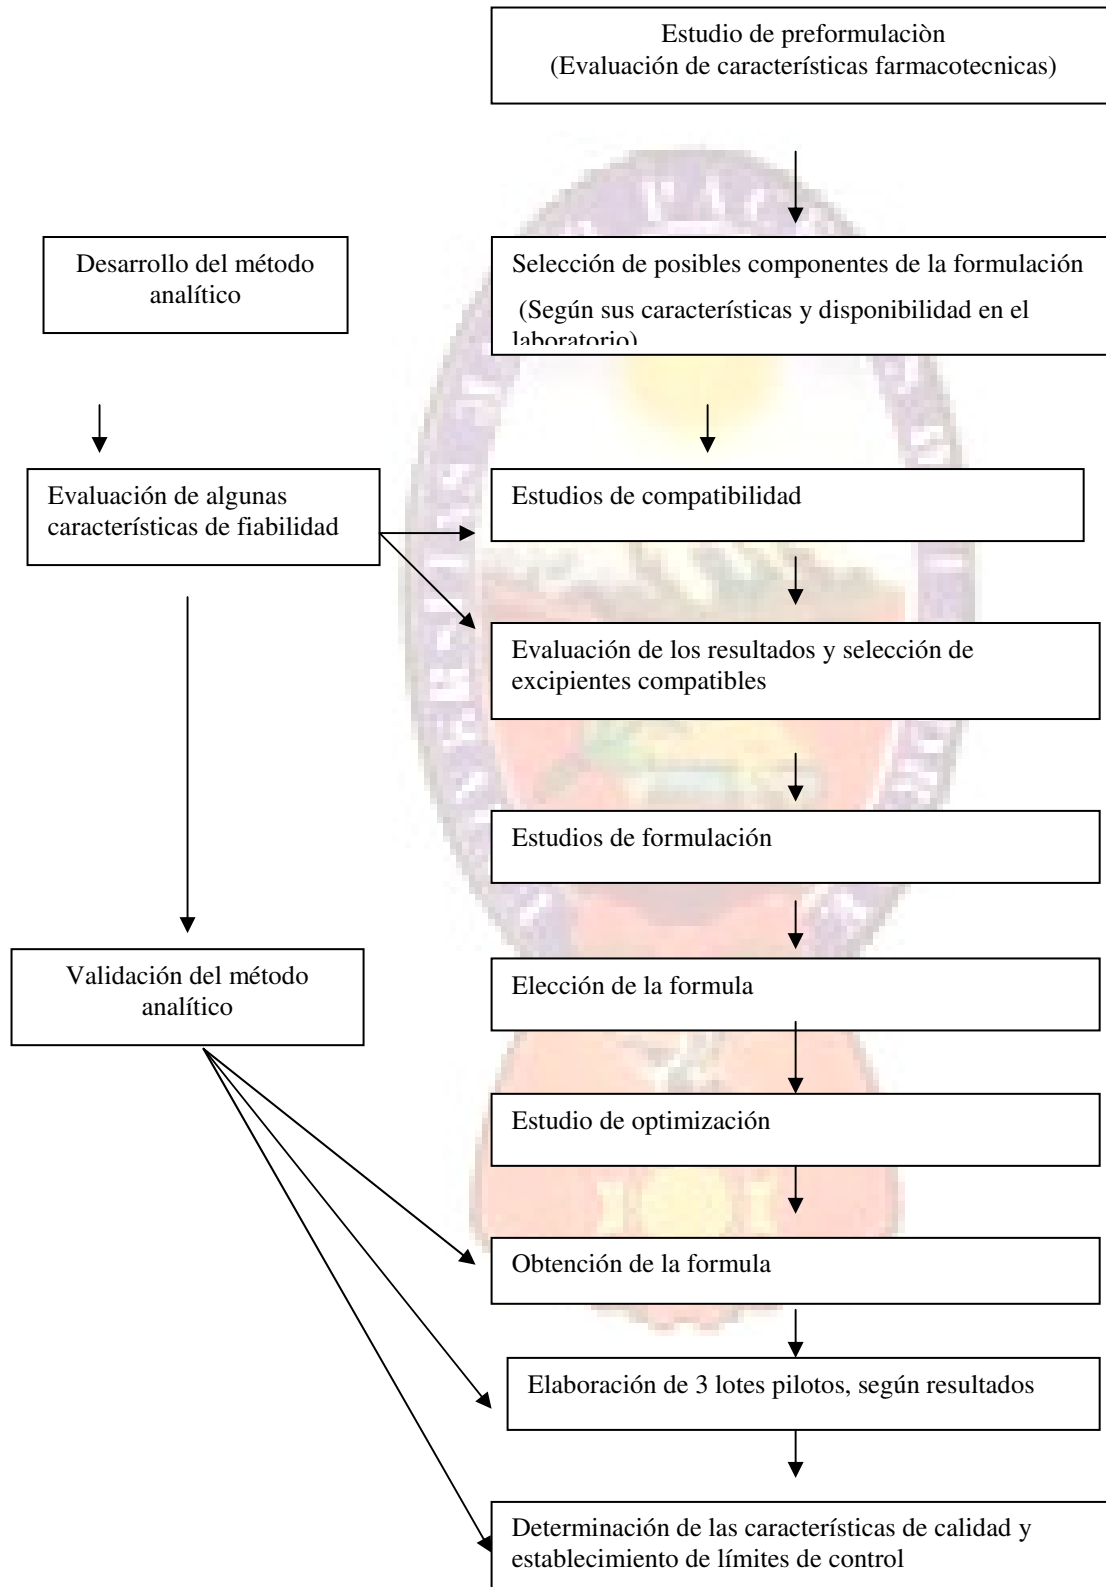 Estudio de preformulaciòn
(Evaluación de características farmacotecnicas)
Desarrollo del método
analítico
Selección de posibles componentes de la formulación
(Según sus características y disponibilidad en el
laboratorio)
Evaluación de algunas
características de fiabilidad
Estudios de compatibilidad
Evaluación de los resultados y selección de
excipientes compatibles
Estudios de formulación
Validación del método
analítico
Elección de la formula
Estudio de optimización
Obtención de la formula
Elaboración de 3 lotes pilotos, según resultados
Determinación de las características de calidad y
establecimiento de límites de control